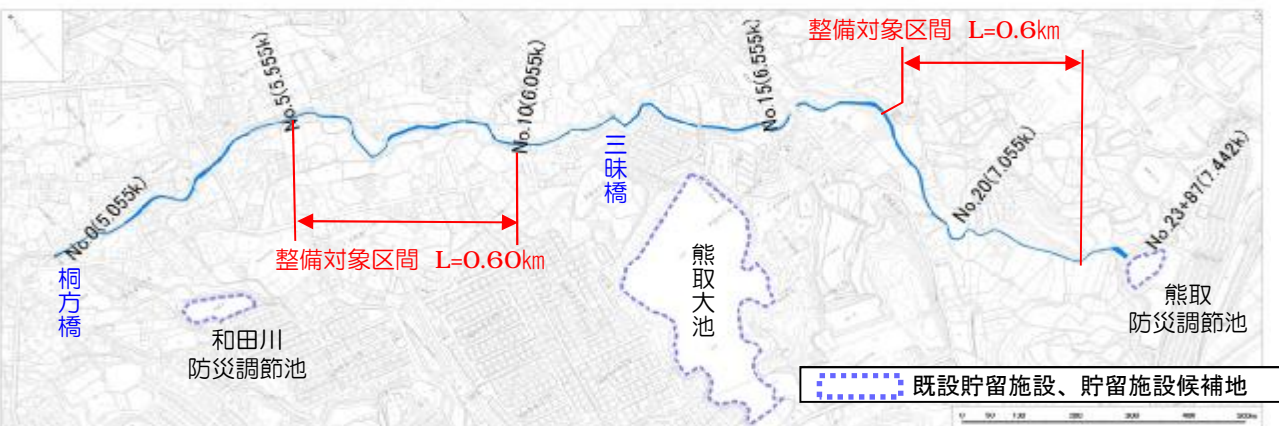 整備対象区間 L=0.6㎞
No.5(5.555k)
No.10(6.055k)
No.15(6.555k)
三昧橋
No.0(5.055k)
No.20(7.055k)
No.23+87(7.442k)
整備対象区間 L=0.60㎞
桐方橋
熊取大池
和田川
防災調節池
熊取
防災調節池
既設貯留施設、貯留施設候補地